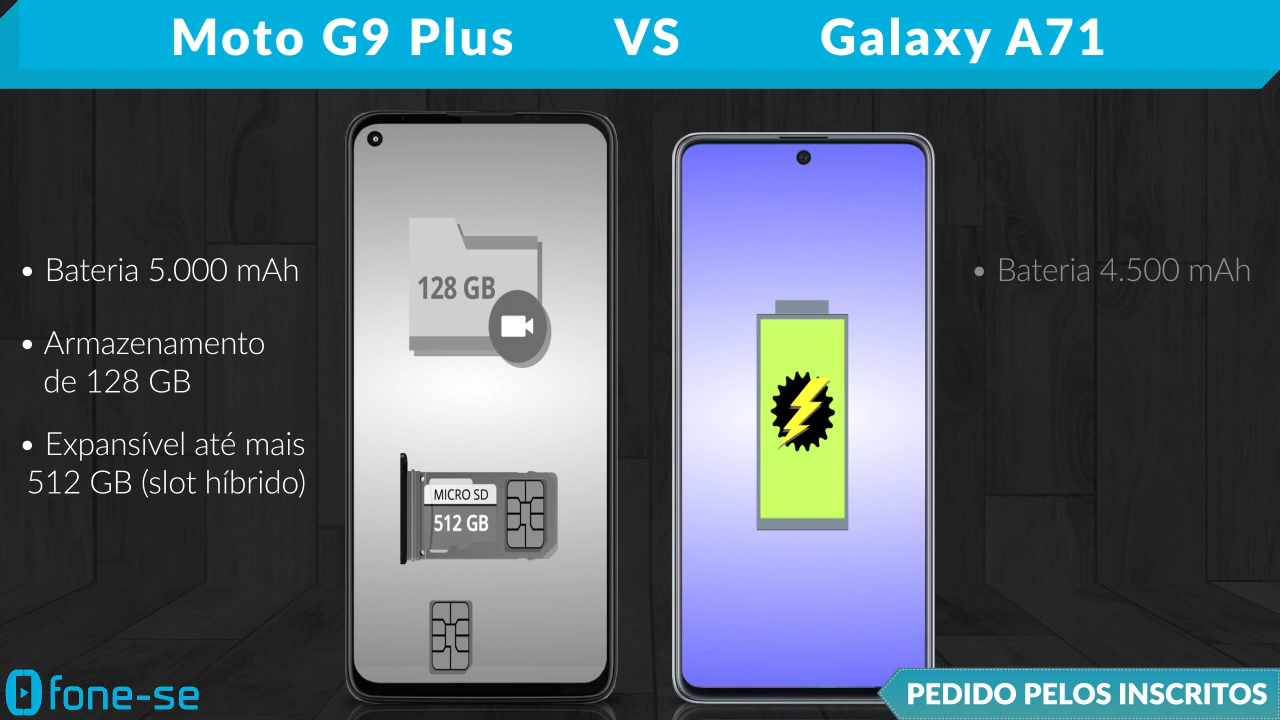 Moto G9 Plus VS Galaxy A71
• Bateria 5.000 mAh
• Armazenamento
de 128 GB
• Expansível até mais
512 GB (slot híbrido)
128 GB
MICRO SD
512 GB
• Bateria 4.500 mAh
fone-se
PEDIDO PELOS INSCRITOS